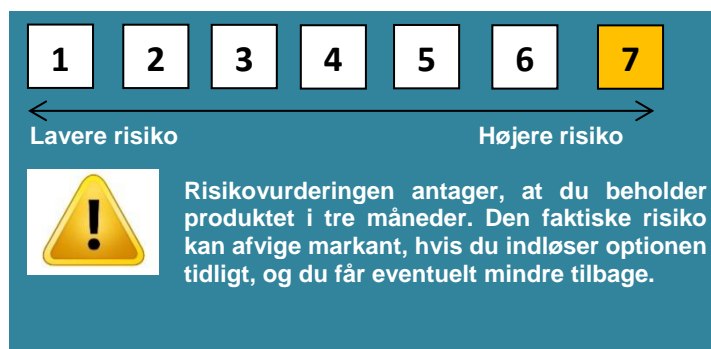 1 2 3 4 5 6 7
Lavere risiko Højere risiko
Risikovurderingen antager, at du beholder
produktet i tre måneder. Den faktiske risiko
kan afvige markant, hvis du indløser optionen
tidligt, og du får eventuelt mindre tilbage.